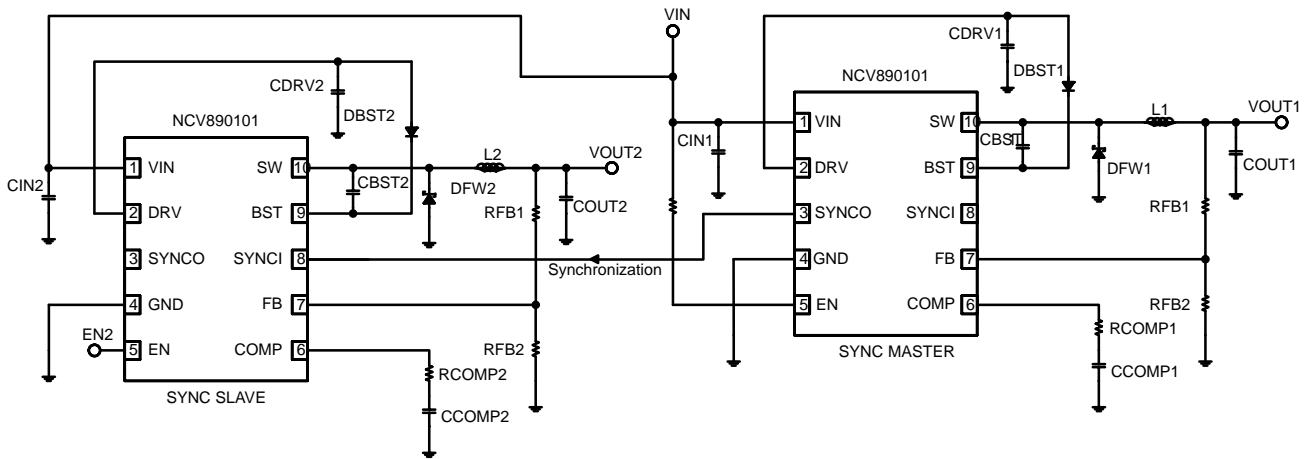 VIN
CDRV1
DBST1
NCV890101
CDRV2
DBST2
NCV890101
L1
VOUT1
1
VIN
SW
10
CIN1
CBST1
DFW1
COUT1
2
DRV
BST
9
3
SYNCO
SYNCI
8
RFB1
4
GND
FB
7
5
EN
COMP
6
RFB2
RCOMP1
CCOMP1
SYNC MASTER
L2
VOUT2
CIN2
1
VIN
SW
10
CBST2
DFW2
COUT2
2
DRV
BST
9
RFB1
3
SYNCO
SYNCI
8
Synchronization
4
GND
FB
7
EN2
5
EN
COMP
6
RFB2
RCOMP2
CCOMP2
SYNC SLAVE